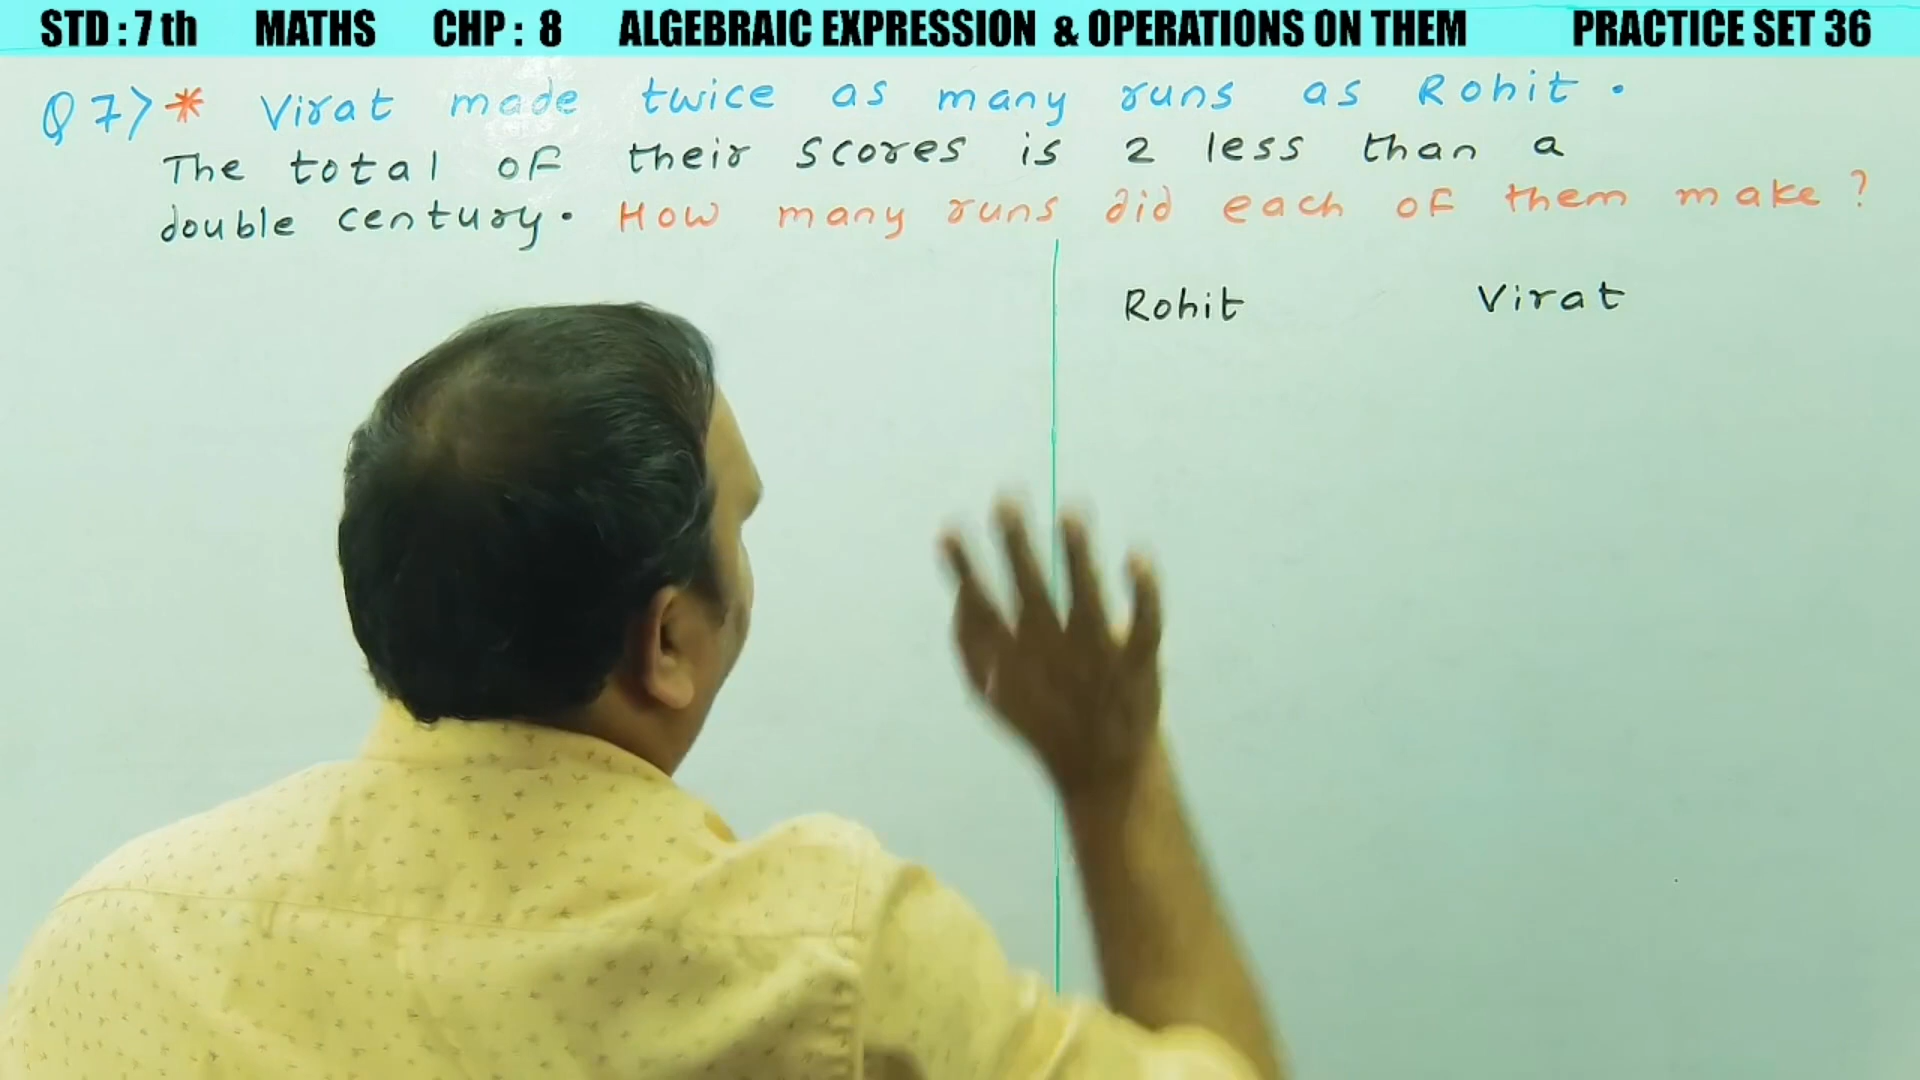 STD : 7 th MATHS CHP : 8 ALGEBRAIC EXPRESSION & OPERATIONS ON THEM PRACTICE SET 36
Q 7) * Virat made twice as many runs as Rohit.
The total of their scores is 2 less than a
double century. How many runs did each of them make?
Rohit Virat